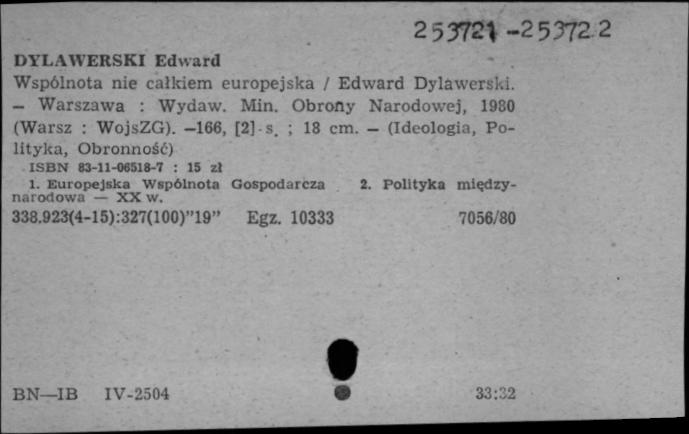 253721 -253722
DYLAWERSKI Edward
Wspólnota nie całkiem europejska / Edward Dylawerski.
— Warszawa : Wydaw. Min. Obrony Narodowej, 1980
(Warsz : WojsZG). —166, [2] s. ; 18 cm. — (Ideologia, Po-
lityka, Obronność)
ISBN 83-11-06518-7 : 15 zł
1. Europejska Wspólnota Gospodarcza 2. Polityka między-
narodowa — XX w.
338.923(4-15):327(100)"19" Egz. 10333 7056/80
BN—IB IV-2504 33:32